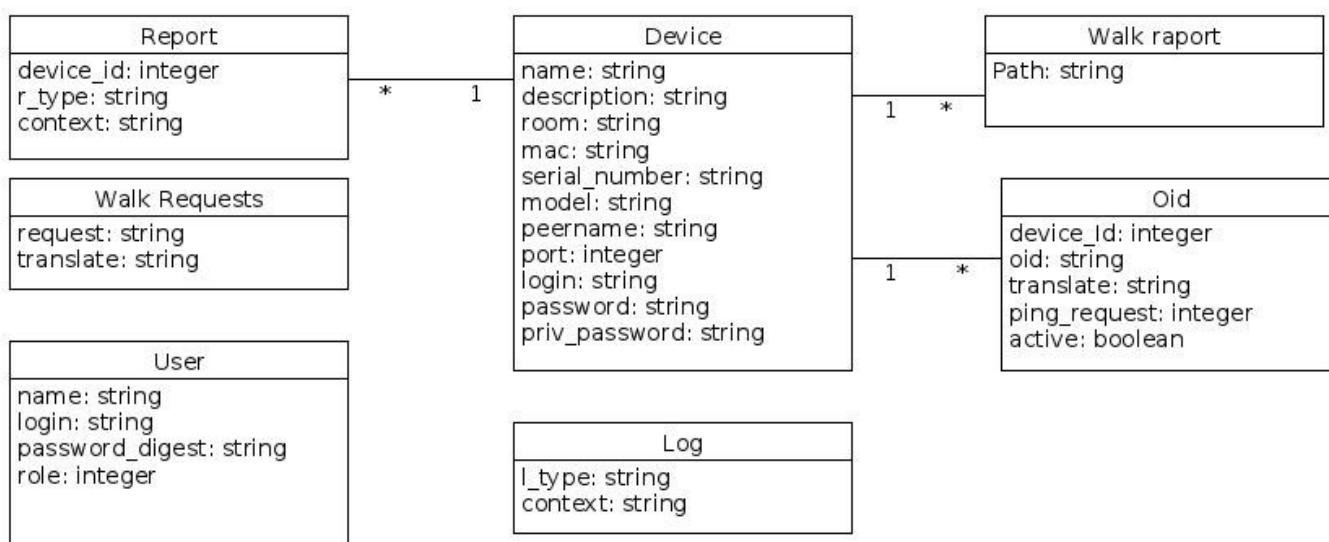 Report
device_id: integer
r_type: string
context: string
* 1
Device
name: string
description: string
room: string
mac: string
serial_number: string
model: string
peername: string
port: integer
login: string
password: string
priv_password: string
1 *
Walk raport
Path: string
Walk Requests
request: string
translate: string
1 *
Oid
device_Id: integer
oid: string
translate: string
ping_request: integer
active: boolean
User
name: string
login: string
password_digest: string
role: integer
Log
l_type: string
context: string